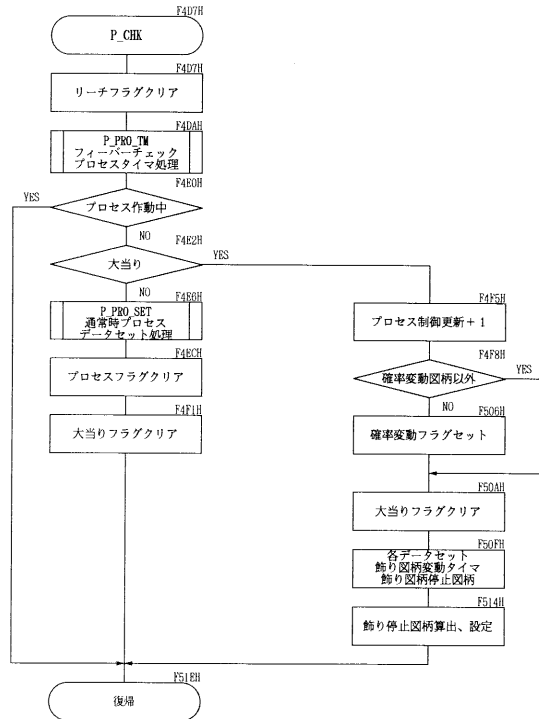 F4D7H
P_CHK
F4D7H
リーチフラグクリア
F4DAH
P_PRO_TM
フィーバーチェック
プロセスタイマ処理
F4E0H
YES
プロセス作動中
NO
F4E2H
大当り
YES
NO
F4E6H
P_PRO_SET
通常時プロセス
データセット処理
F4ECH
プロセスフラグクリア
F4F1H
大当りフラグクリア
F4F5H
プロセス制御更新+1
F4F8H
確率変動図柄以外
YES
NO
F506H
確率変動フラグセット
F50AH
大当りフラグクリア
F50FH
各データセット
飾り図柄変動タイマ
飾り図柄停止図柄
F514H
飾り停止図柄算出、設定
F51EH
復帰